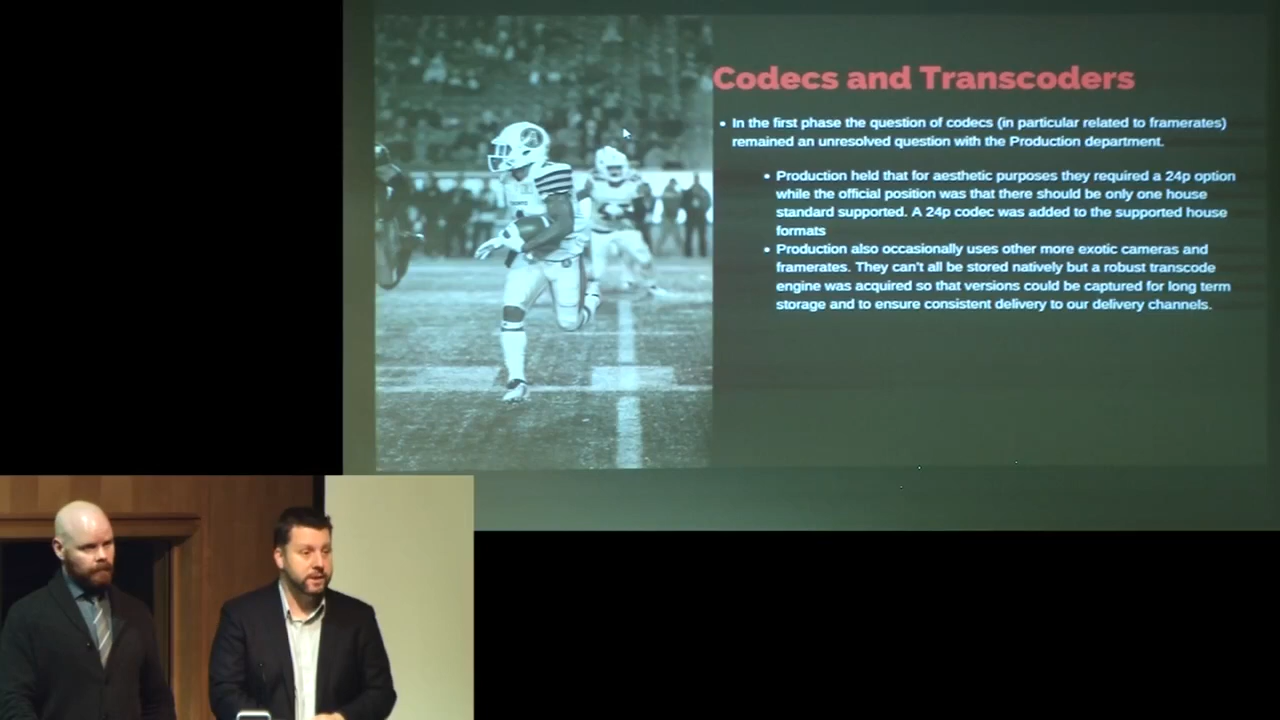 Codecs and Transcoders
• In the first phase the question of codecs (in particular related to framerates)
remained an unresolved question with the Production department.
• Production held that for aesthetic purposes they required a 24p option
while the official position was that there should be only one house
standard supported. A 24p codec was added to the supported house
formats
• Production also occasionally uses other more exotic cameras and
framerates. They can't all be stored natively but a robust transcode
engine was acquired so that versions could be captured for long term
storage and to ensure consistent delivery to our delivery channels.